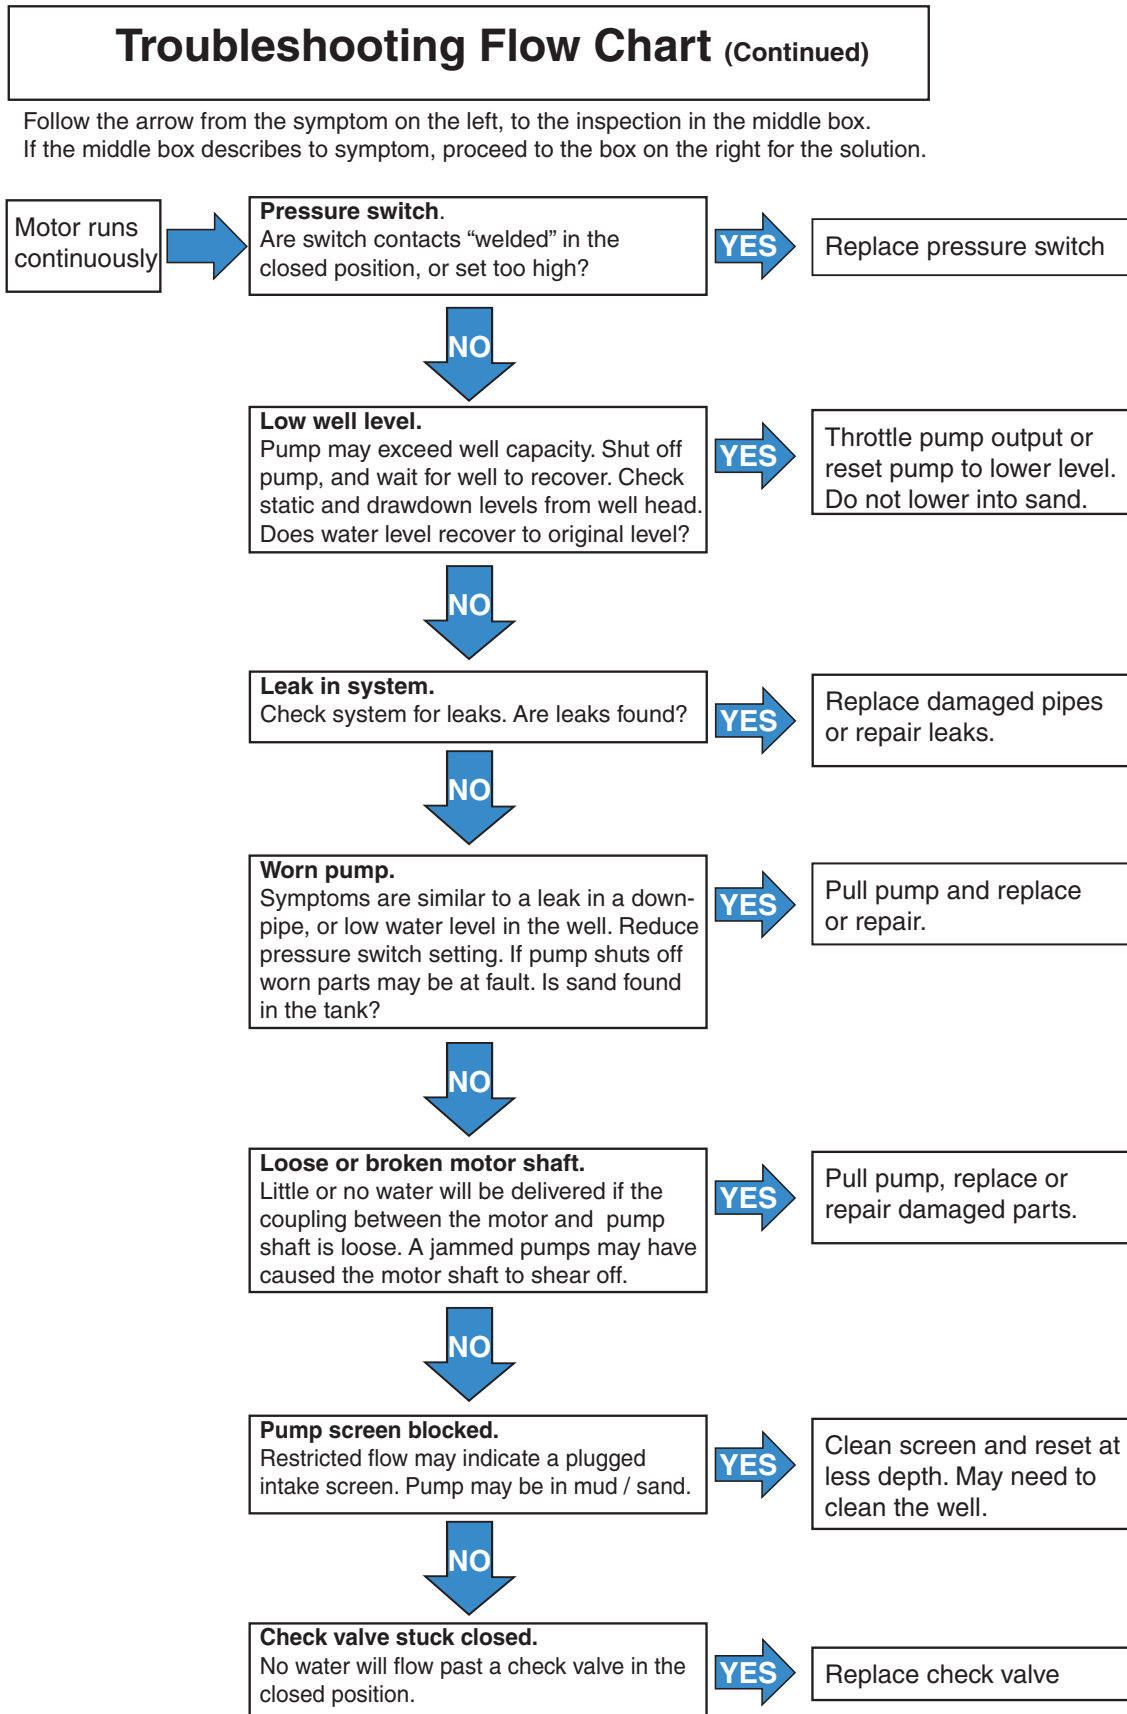 Troubleshooting Flow Chart (Continued)
Follow the arrow from the symptom on the left, to the inspection in the middle box.
If the middle box describes to symptom, proceed to the box on the right for the solution.
Motor runs
continuously
Pressure switch.
Are switch contacts “welded” in the
closed position, or set too high?
YES
Replace pressure switch
NO
Low well level.
Pump may exceed well capacity. Shut off
pump, and wait for well to recover. Check
static and drawdown levels from well head.
Does water level recover to original level?
YES
Throttle pump output or
reset pump to lower level.
Do not lower into sand.
NO
Leak in system.
Check system for leaks. Are leaks found?
YES
Replace damaged pipes
or repair leaks.
NO
Worn pump.
Symptoms are similar to a leak in a down-
pipe, or low water level in the well. Reduce
pressure switch setting. If pump shuts off
worn parts may be at fault. Is sand found
in the tank?
YES
Pull pump and replace
or repair.
NO
Loose or broken motor shaft.
Little or no water will be delivered if the
coupling between the motor and  pump
shaft is loose. A jammed pumps may have
caused the motor shaft to shear off.
YES
Pull pump, replace or
repair damaged parts.
NO
Pump screen blocked.
Restricted flow may indicate a plugged
intake screen. Pump may be in mud / sand.
YES
Clean screen and reset at
less depth. May need to
clean the well.
NO
Check valve stuck closed.
No water will flow past a check valve in the
closed position.
YES
Replace check valve